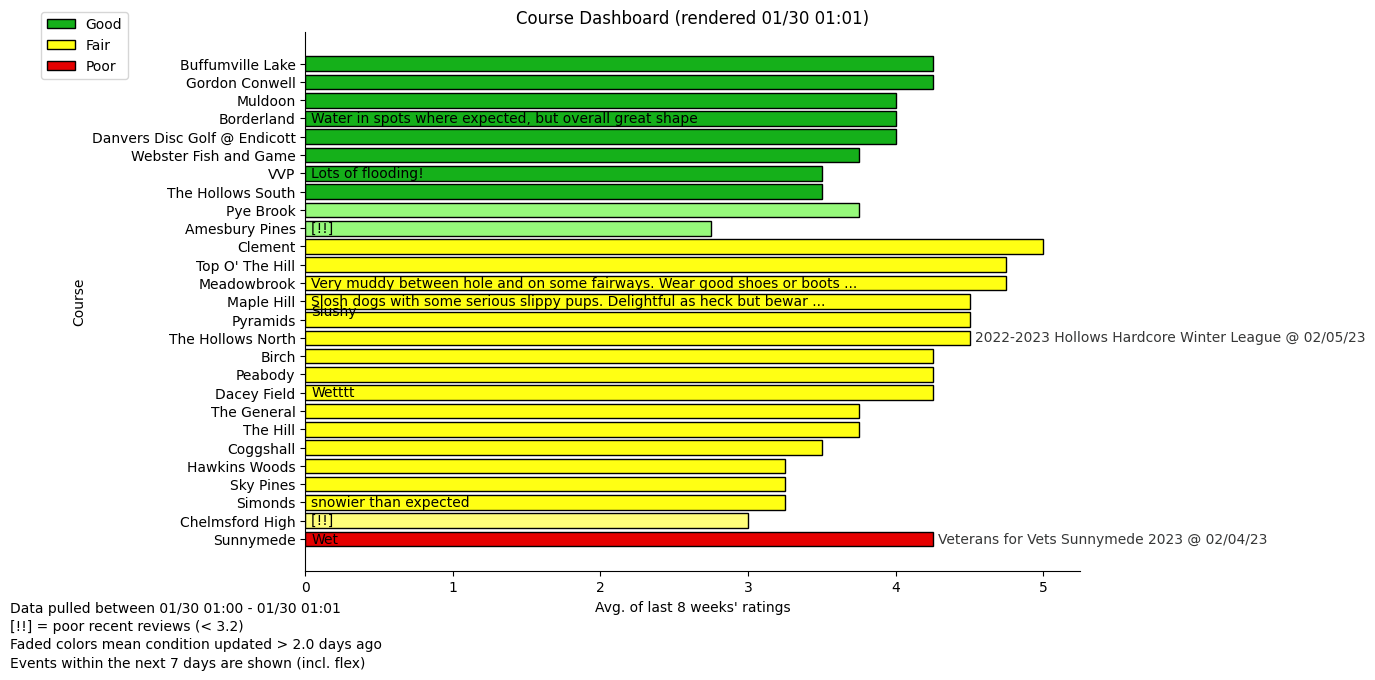 Good
Fair
Poor
Course Dashboard (rendered 01/30 01:01)
Course
Buffumville Lake
Gordon Conwell
Muldoon
Borderland Water in spots where expected, but overall great shape
Danvers Disc Golf @ Endicott
Webster Fish and Game
VVP Lots of flooding!
The Hollows South
Pye Brook
Amesbury Pines [!!]
Clement
Top O' The Hill
Meadowbrook Very muddy between hole and on some fairways. Wear good shoes or boots ...
Maple Hill Slosh dogs with some serious slippy pups. Delightful as heck but bewar ...
Pyramids Slushy
The Hollows North 2022-2023 Hollows Hardcore Winter League @ 02/05/23
Birch
Peabody
Dacey Field Wetttt
The General
The Hill
Coggshall
Hawkins Woods
Sky Pines
Simonds snowier than expected
Chelmsford High [!!]
Sunnymede Wet Veterans for Vets Sunnymede 2023 @ 02/04/23
0 1 2 3 4 5
Avg. of last 8 weeks' ratings
Data pulled between 01/30 01:00 - 01/30 01:01
[!!] = poor recent reviews (< 3.2)
Faded colors mean condition updated > 2.0 days ago
Events within the next 7 days are shown (incl. flex)